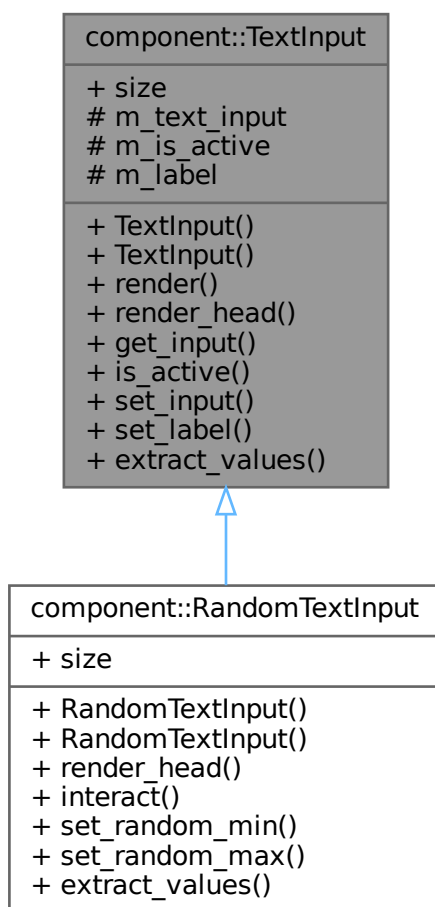 component::TextInput
+ size
# m_text_input
# m_is_active
# m_label
+ TextInput()
+ TextInput()
+ render()
+ render_head()
+ get_input()
+ is_active()
+ set_input()
+ set_label()
+ extract_values()
component::RandomTextInput
+ size
+ RandomTextInput()
+ RandomTextInput()
+ render_head()
+ interact()
+ set_random_min()
+ set_random_max()
+ extract_values()